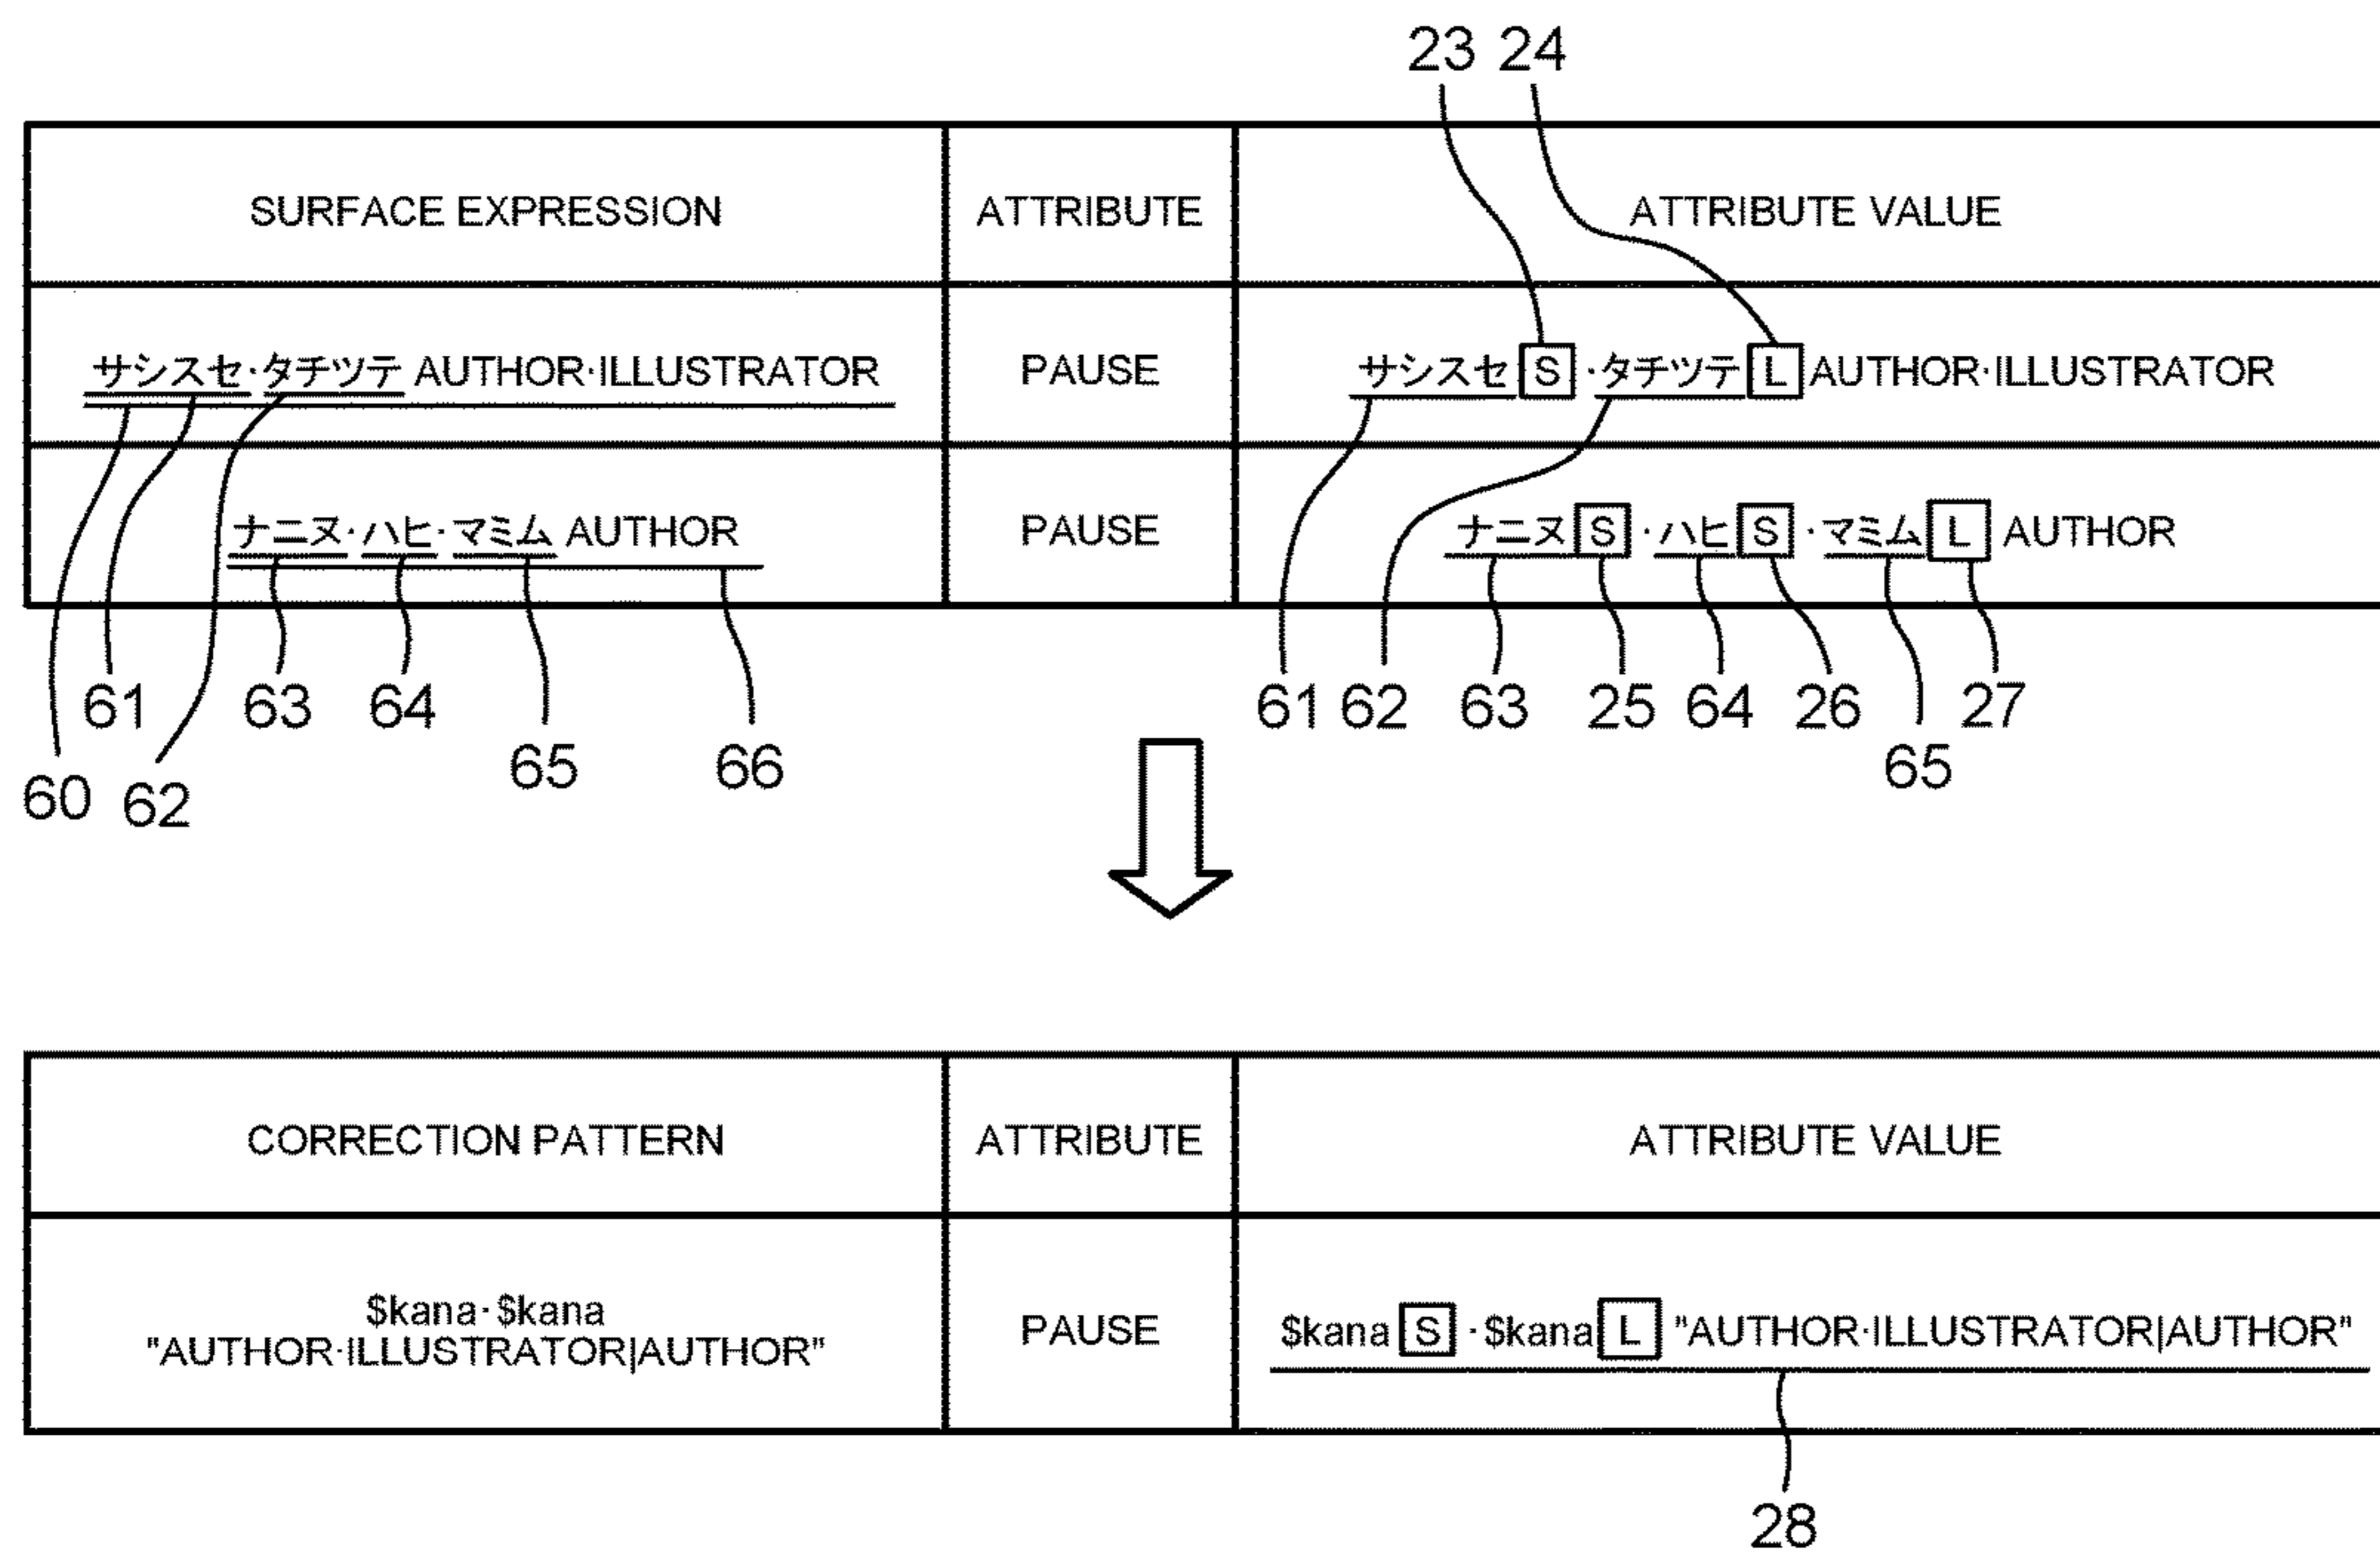 23 24
SURFACE EXPRESSION ATTRIBUTE ATTRIBUTE VALUE
サシスセ·タチツテ AUTHOR·ILLUSTRATOR PAUSE サシスセ S ·タチツテ L AUTHOR·ILLUSTRATOR
ナニヌ·ハヒ·マミム AUTHOR PAUSE ナニヌ S ·ハヒ S ·マミム L AUTHOR
61 63 64 61 62 63 25 64 26 27
60 62 65 66 65
CORRECTION PATTERN ATTRIBUTE ATTRIBUTE VALUE
$kana·$kana
"AUTHOR·ILLUSTRATOR|AUTHOR" PAUSE $kana S ·$kana L "AUTHOR·ILLUSTRATOR|AUTHOR"
28